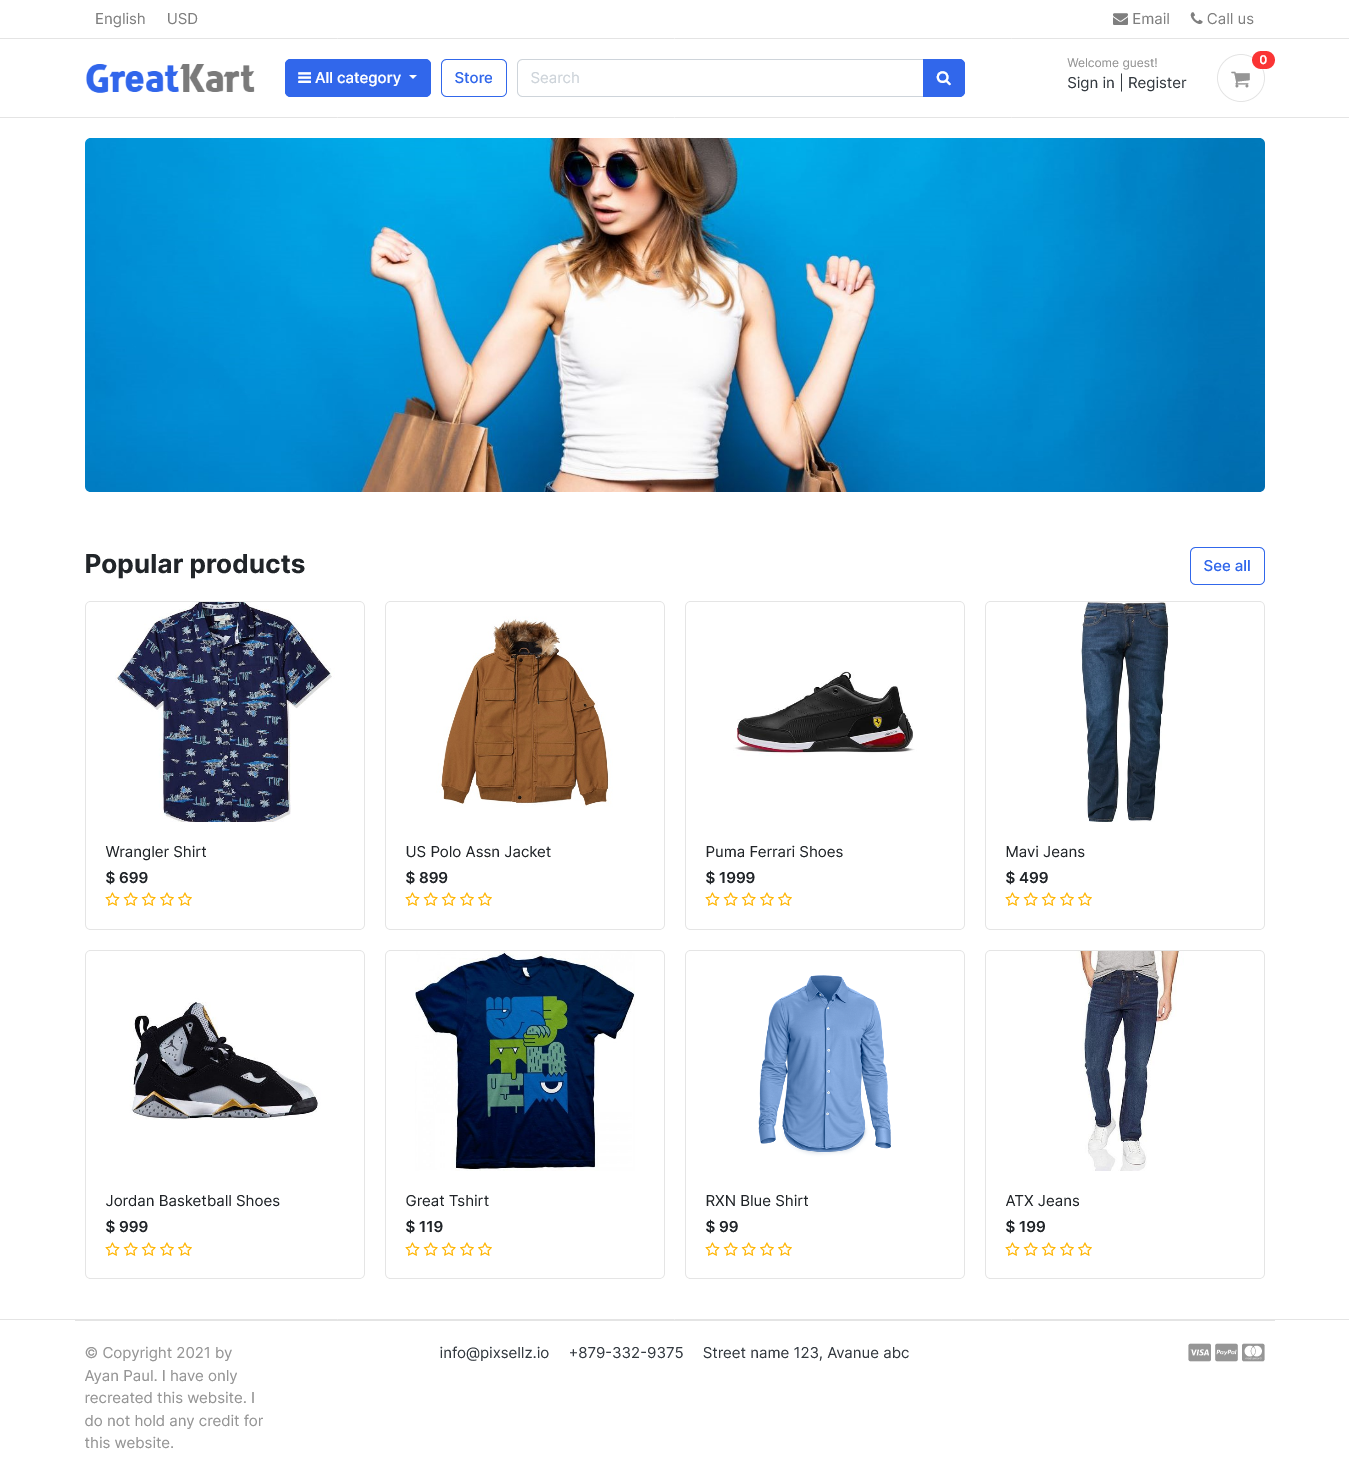 English USD Email Call us
GreatKart All category Store Search Welcome guest! 0
Sign in | Register
Popular products See all
Wrangler Shirt US Polo Assn Jacket Puma Ferrari Shoes Mavi Jeans
$ 699 $ 899 $ 1999 $ 499
Jordan Basketball Shoes Great Tshirt RXN Blue Shirt ATX Jeans
$ 999 $ 119 $ 99 $ 199
© Copyright 2021 by info@pixsellz.io +879-332-9375 Street name 123, Avanue abc VISA PayPal
Ayan Paul. I have only
recreated this website. I
do not hold any credit for
this website.